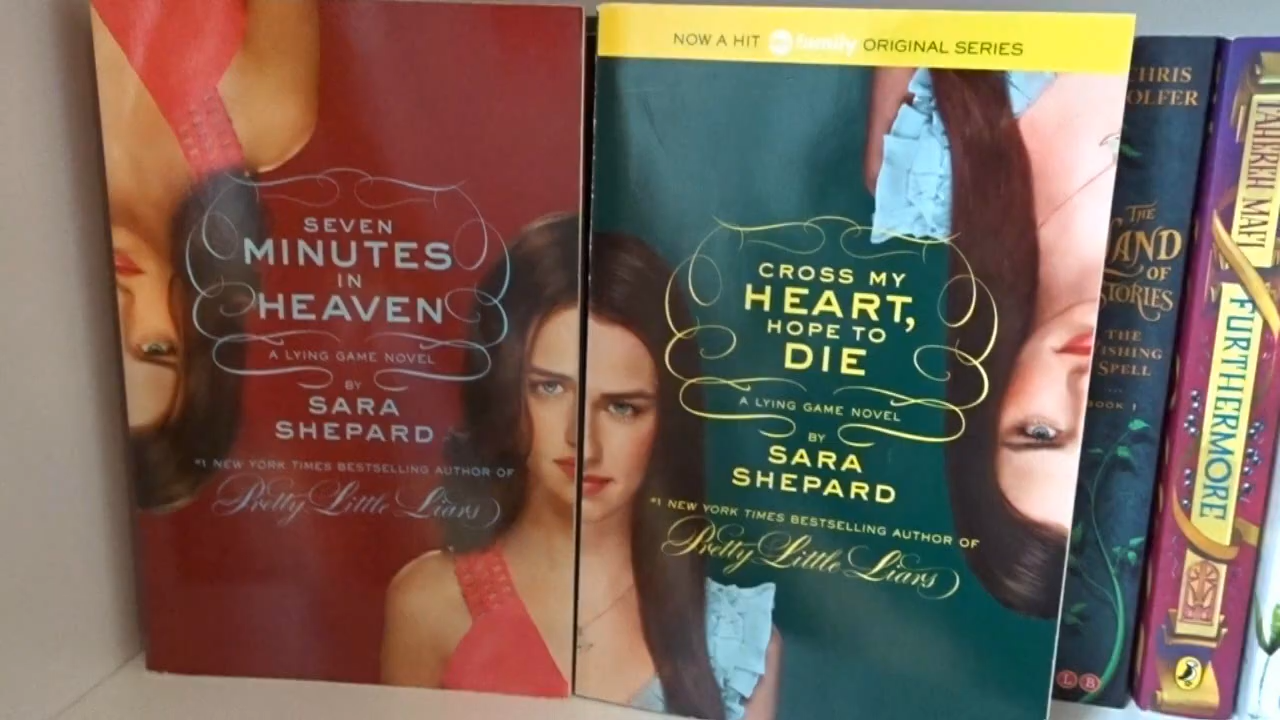 SEVEN
MINUTES
IN
HEAVEN
A LYING GAME NOVEL
BY
SARA
SHEPARD
#1 NEW YORK TIMES BESTSELLING AUTHOR OF
Pretty Little Liars
NOW A HIT abc family ORIGINAL SERIES
CROSS MY
HEART,
HOPE TO
DIE
A LYING GAME NOVEL
BY
SARA
SHEPARD
#1 NEW YORK TIMES BESTSELLING AUTHOR OF
Pretty Little Liars
CHRIS
OLFER
THE
LAND
OF
STORIES
THE
ISHING
SPELL
BOOK 1
L B
TAHEREH MAFI
FURTHERMORE